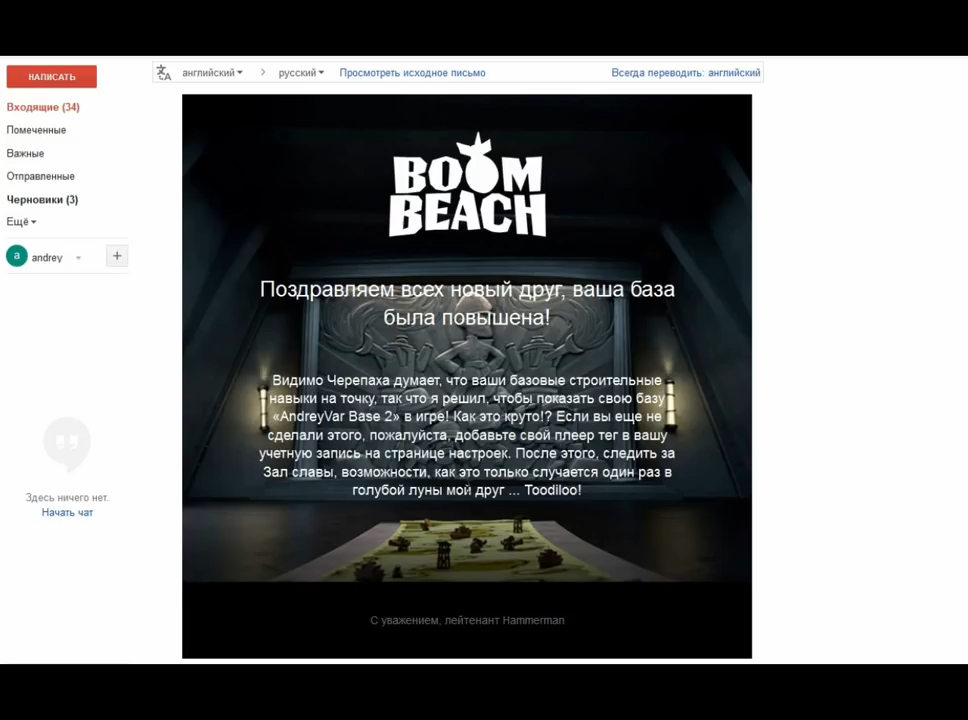 НАПИСАТЬ
Входящие (34)
Помеченные
Важные
Отправленные
Черновики (3)
Ещё
a andrey +
Здесь ничего нет.
Начать чат
английский > русский Просмотреть исходное письмо Всегда переводить: английский
BOOM
BEACH
Поздравляем всех новый друг, ваша база
была повышена!
Видимо Черепаха думает, что ваши базовые строительные
навыки на точку, так что я решил, чтобы показать свою базу
«AndreyVar Base 2» в игре! Как это круто!? Если вы еще не
сделали этого, пожалуйста, добавьте свой плеер тег в вашу
учетную запись на странице настроек. После этого, следить за
Зал славы, возможности, как это только случается один раз в
голубой луны мой друг ... Toodiloo!
С уважением, лейтенант Hammerman